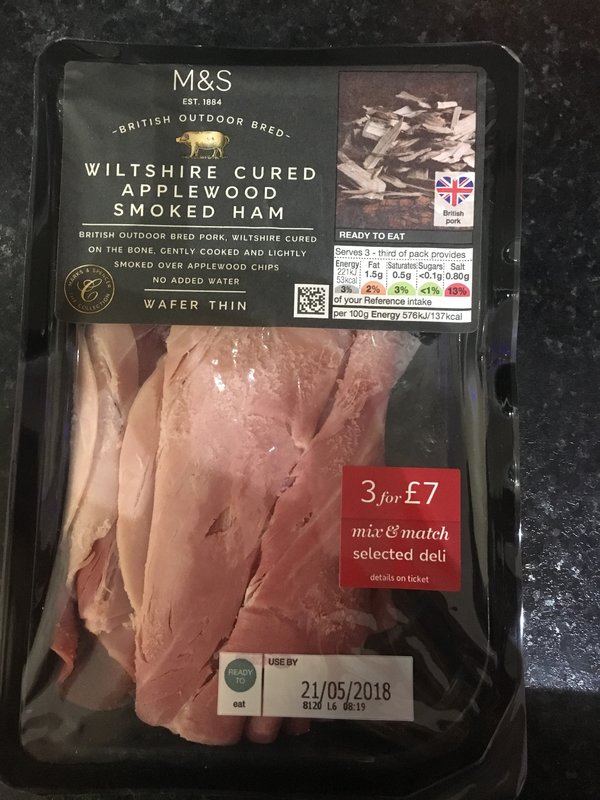 M&S
EST. 1884
-BRITISH OUTDOOR BRED-
WILTSHIRE CURED
APPLEWOOD
SMOKED HAM
BRITISH OUTDOOR BRED PORK, WILTSHIRE CURED
ON THE BONE, GENTLY COOKED AND LIGHTLY
SMOKED OVER APPLEWOOD CHIPS
NO ADDED WATER
WAFER THIN
MARKS & SPENCER
THE COLLECTION
C
British
pork
READY TO EAT
Serves 3 - third of pack provides
Energy Fat Saturates Sugars Salt
221KJ 1.5g 0.5g <0.1g 0.80g
53kcal
3% 2% 3% <1% 13%
of your Reference intake
per 100g Energy 576kJ/137kcal
3 for £7
mix & match
selected deli
details on ticket
READY
TO
eat
USE BY
21/05/2018
8120 L6 08:19